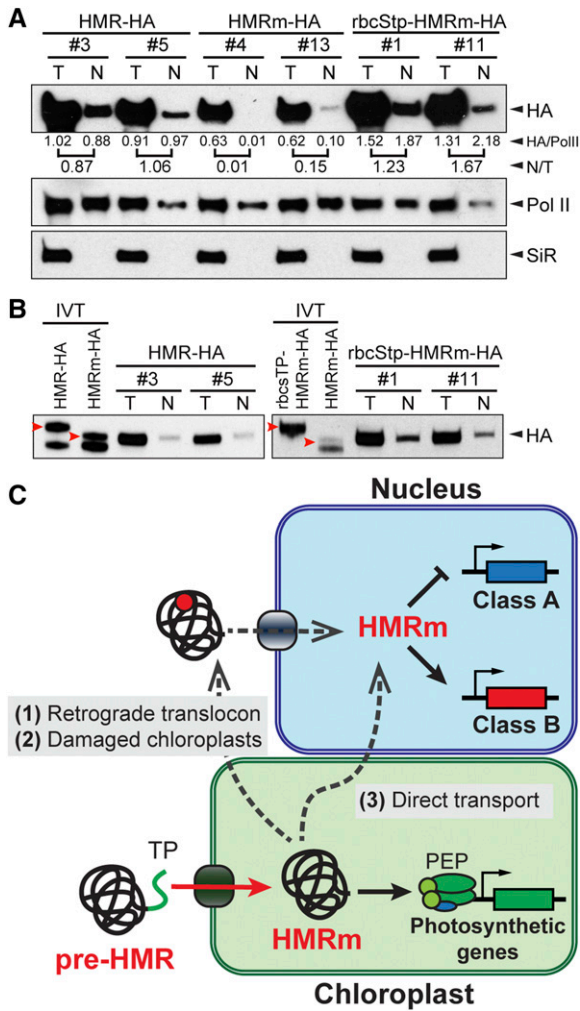 A
HMR-HA HMRm-HA rbcStp-HMRm-HA
#3 #5 #4 #13 #1 #11
T N T N T N T N T N T N
HA
1.02 0.88 0.91 0.97 0.63 0.01 0.62 0.10 1.52 1.87 1.31 2.18 HA/PolII
0.87 1.06 0.01 0.15 1.23 1.67 N/T
Pol II
SiR
B
IVT IVT
HMR-HA HMRm-HA rbcsTP-HMRm-HA HMRm-HA
HMR-HA rbcStp-HMRm-HA
#3 #5 #1 #11
T N T N T N T N
HA
C
Nucleus
Class A
HMRm
Class B
(1) Retrograde translocon
(2) Damaged chloroplasts
(3) Direct transport
TP
PEP
pre-HMR
HMRm
Photosynthetic
genes
Chloroplast